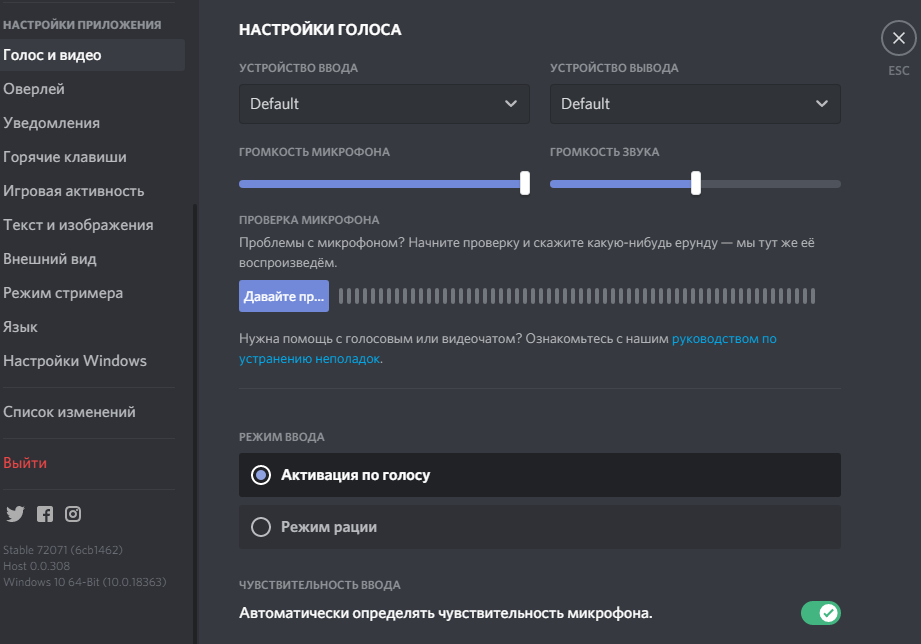 НАСТРОЙКИ ПРИЛОЖЕНИЯ
Голос и видео
Оверлей
Уведомления
Горячие клавиши
Игровая активность
Текст и изображения
Внешний вид
Режим стримера
Язык
Настройки Windows
Список изменений
Выйти
Stable 72071 (6cb1462)
Host 0.0.308
Windows 10 64-Bit (10.0.18363)
НАСТРОЙКИ ГОЛОСА
УСТРОЙСТВО ВВОДА
Default
УСТРОЙСТВО ВЫВОДА
Default
ГРОМКОСТЬ МИКРОФОНА
ГРОМКОСТЬ ЗВУКА
ПРОВЕРКА МИКРОФОНА
Проблемы с микрофоном? Начните проверку и скажите какую-нибудь ерунду — мы тут же её
воспроизведём.
Давайте пр...
Нужна помощь с голосовым или видеочатом? Ознакомьтесь с нашим руководством по
устранению неполадок.
РЕЖИМ ВВОДА
Активация по голосу
Режим рации
ЧУВСТВИТЕЛЬНОСТЬ ВВОДА
Автоматически определять чувствительность микрофона.
ESC